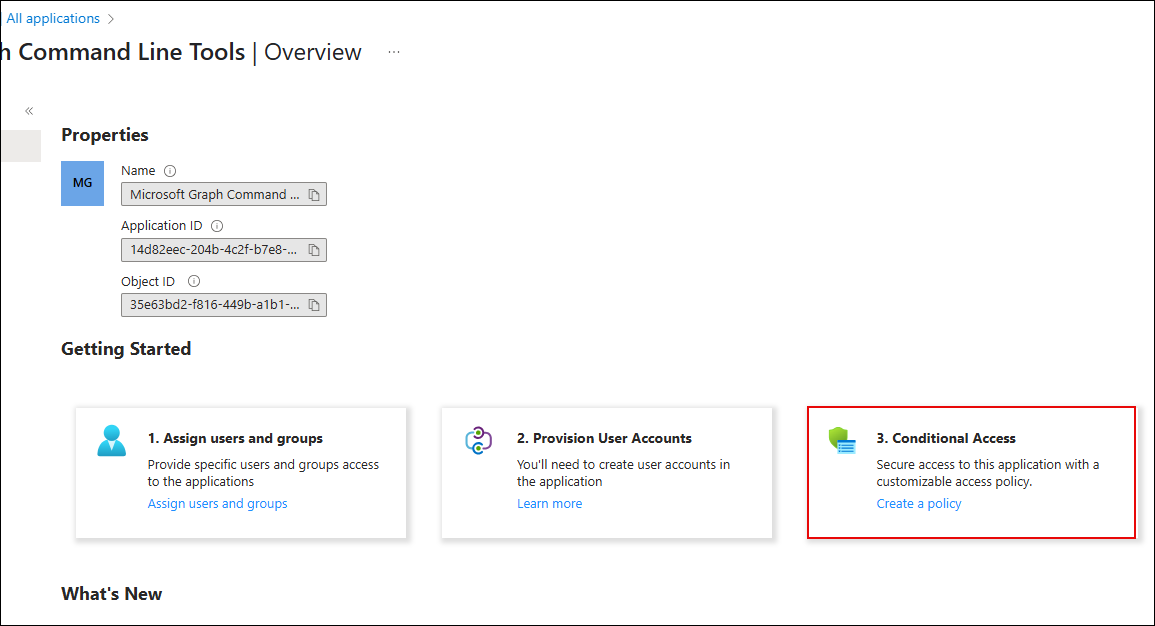 All applications
h Command Line Tools | Overview ...
«
Properties
MG
Name
Microsoft Graph Command ...
Application ID
14d82eec-204b-4c2f-b7e8-...
Object ID
35e63bd2-f816-449b-a1b1-...
Getting Started
1. Assign users and groups
Provide specific users and groups access
to the applications
Assign users and groups
2. Provision User Accounts
You'll need to create user accounts in
the application
Learn more
3. Conditional Access
Secure access to this application with a
customizable access policy.
Create a policy
What's New